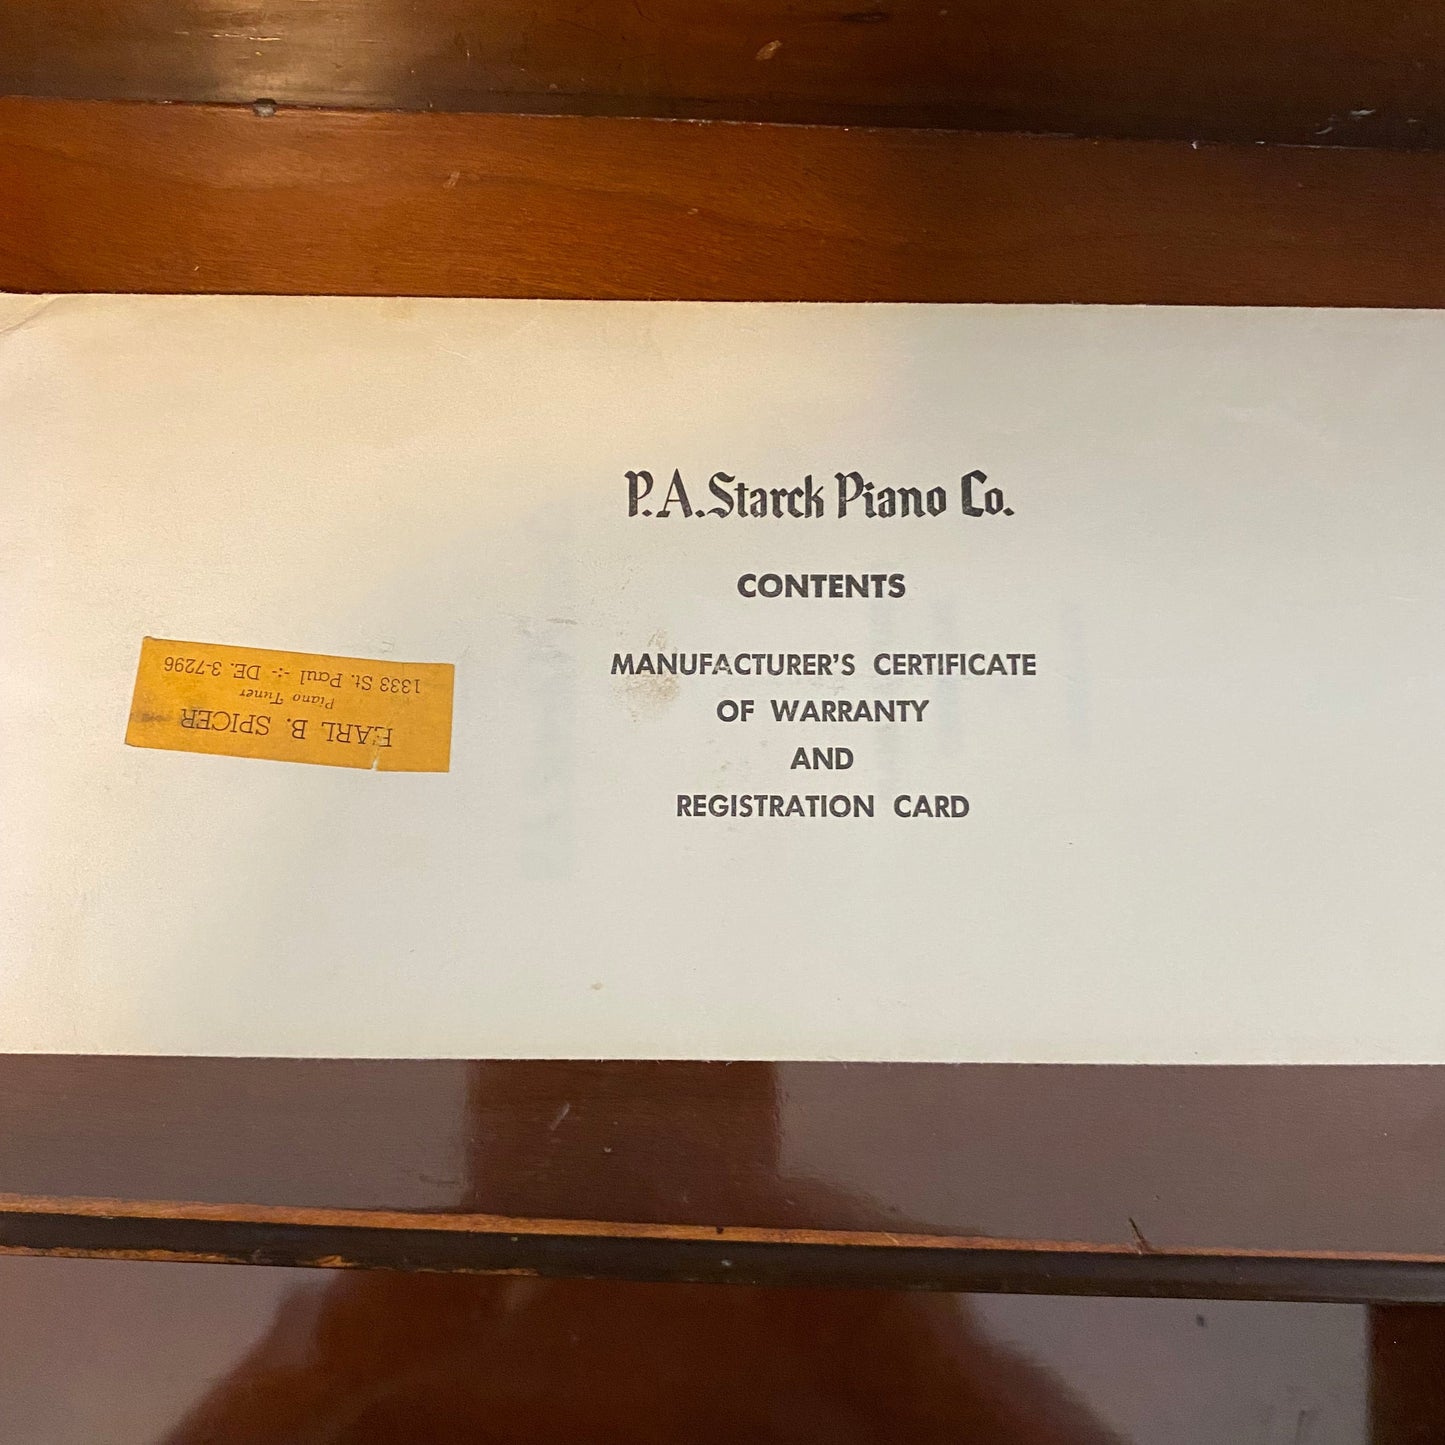 P.A. Starck Piano Co.
CONTENTS
MANUFACTURER'S CERTIFICATE
OF WARRANTY
AND
REGISTRATION CARD
EARL B. SPICER
Piano Tuner
1333 St. Paul -:- DE. 3-7296